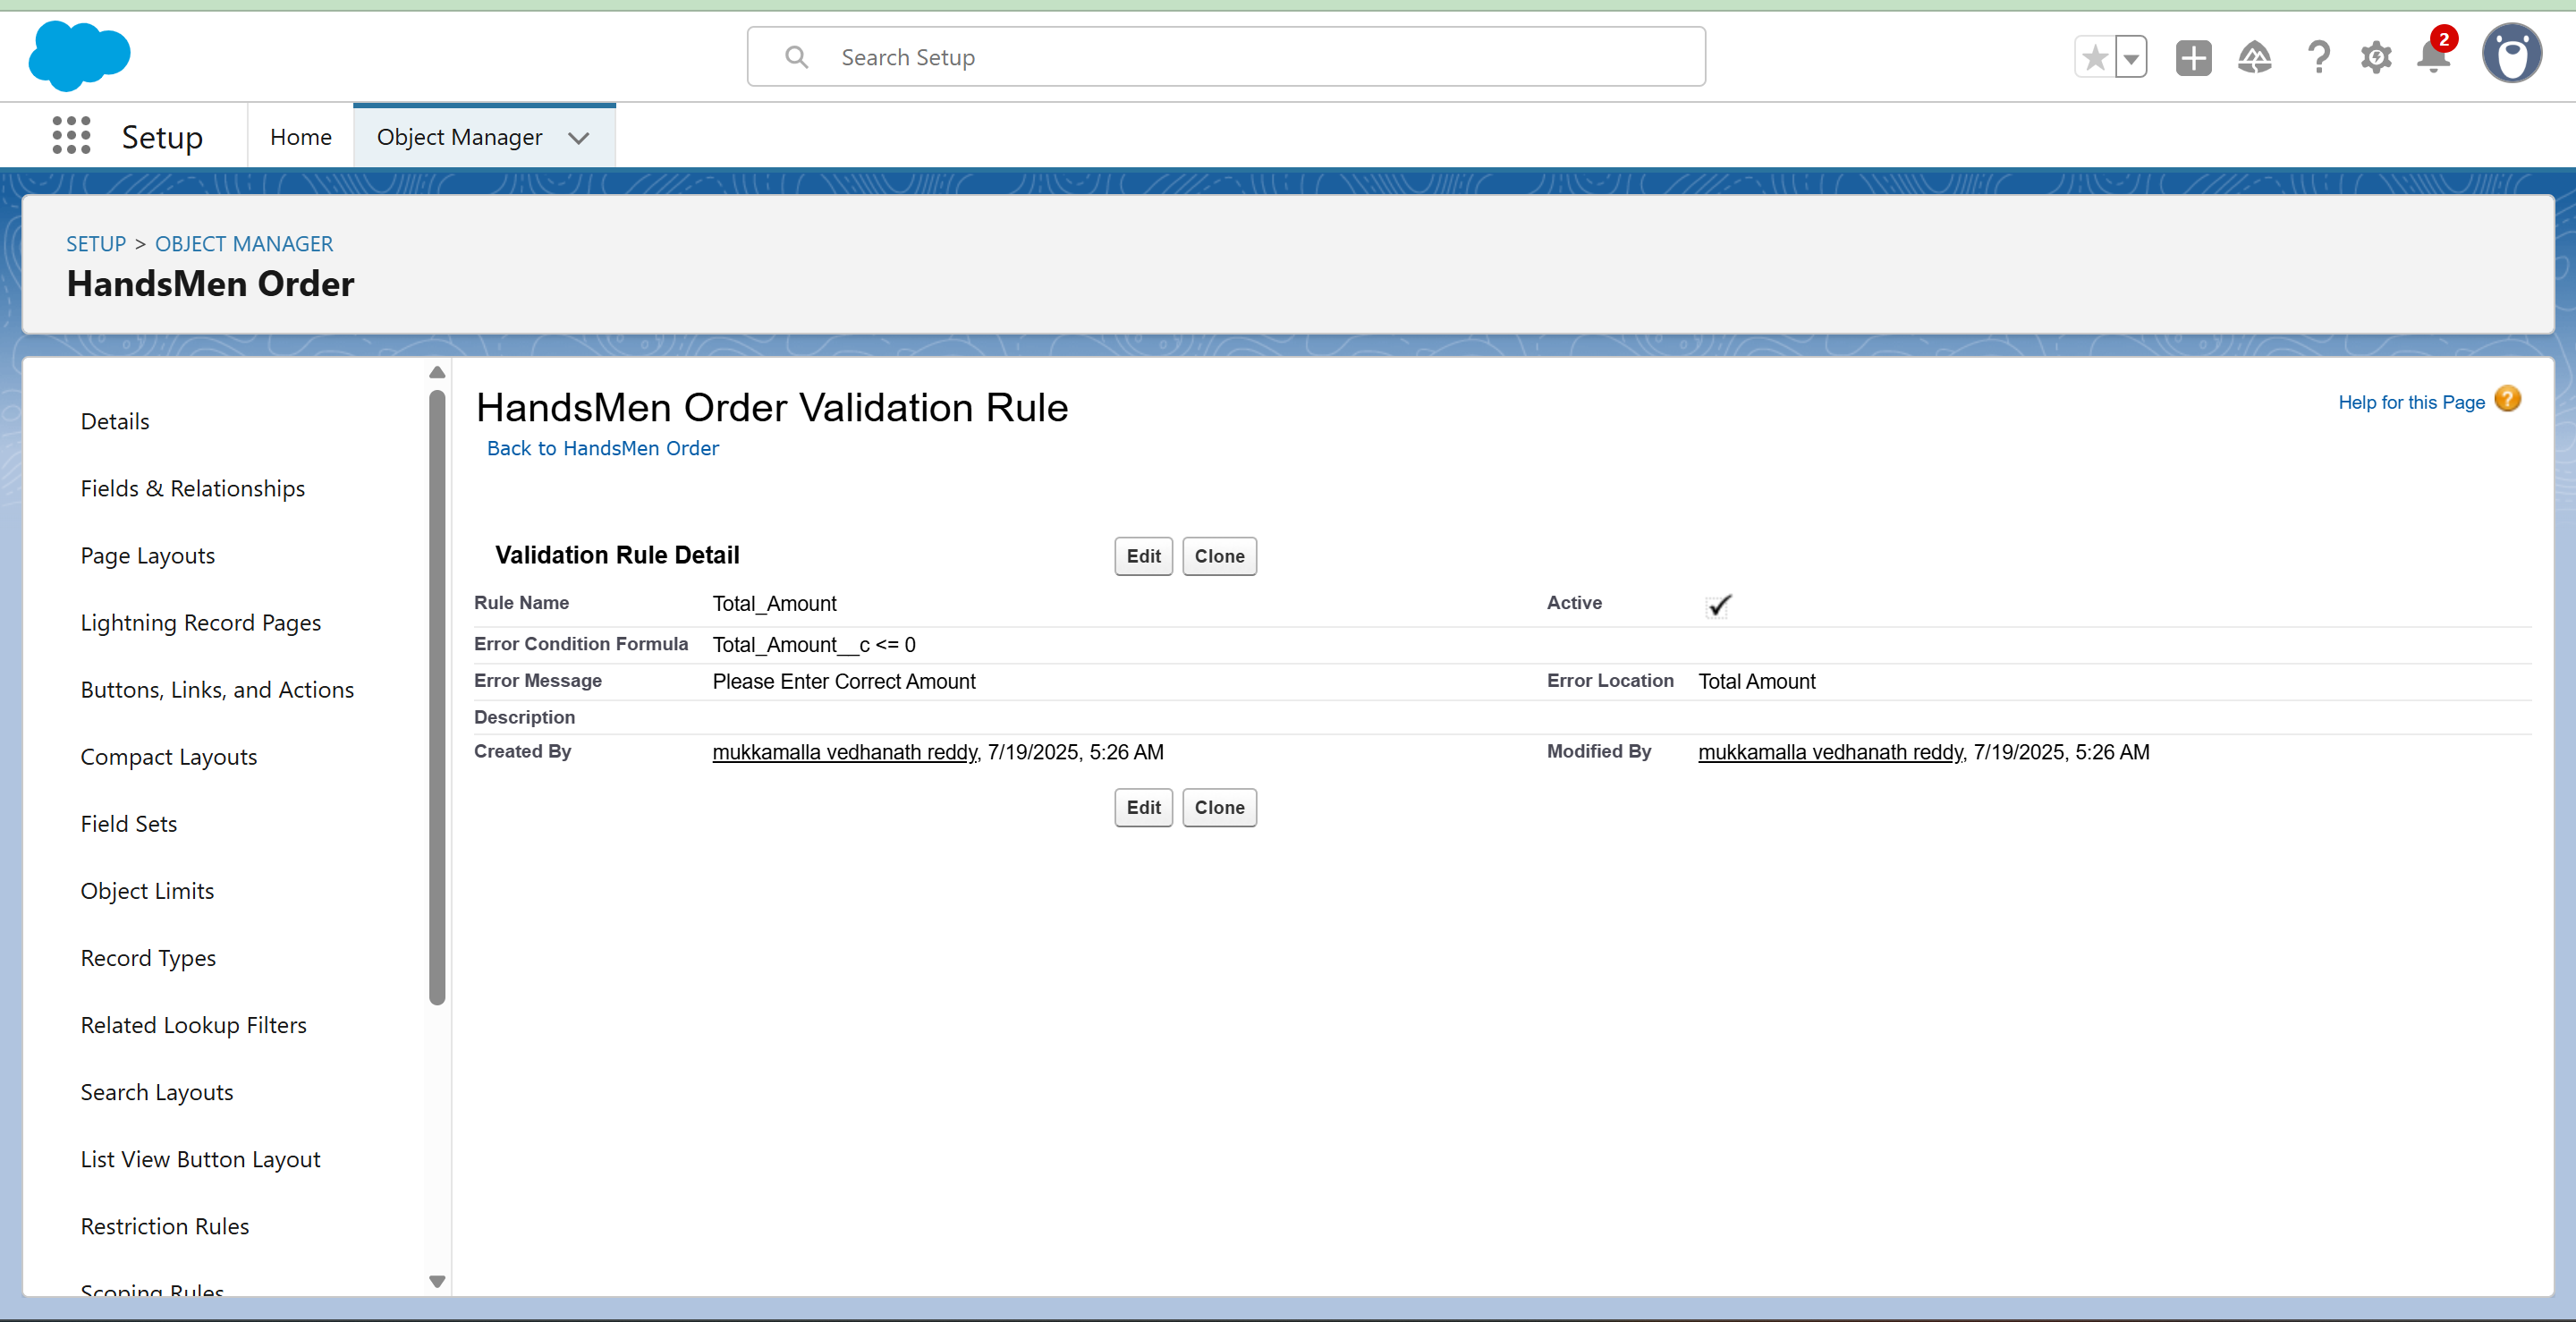 Search Setup
2
Setup
Home
Object Manager
SETUP > OBJECT MANAGER
HandsMen Order
Details
Fields & Relationships
Page Layouts
Lightning Record Pages
Buttons, Links, and Actions
Compact Layouts
Field Sets
Object Limits
Record Types
Related Lookup Filters
Search Layouts
List View Button Layout
Restriction Rules
Scoping Rules
HandsMen Order Validation Rule
Help for this Page
Back to HandsMen Order
Validation Rule Detail
Edit Clone
Rule Name Total_Amount Active
Error Condition Formula Total_Amount__c <= 0
Error Message Please Enter Correct Amount Error Location Total Amount
Description
Created By mukkamalla vedhanath reddy, 7/19/2025, 5:26 AM Modified By mukkamalla vedhanath reddy, 7/19/2025, 5:26 AM
Edit Clone